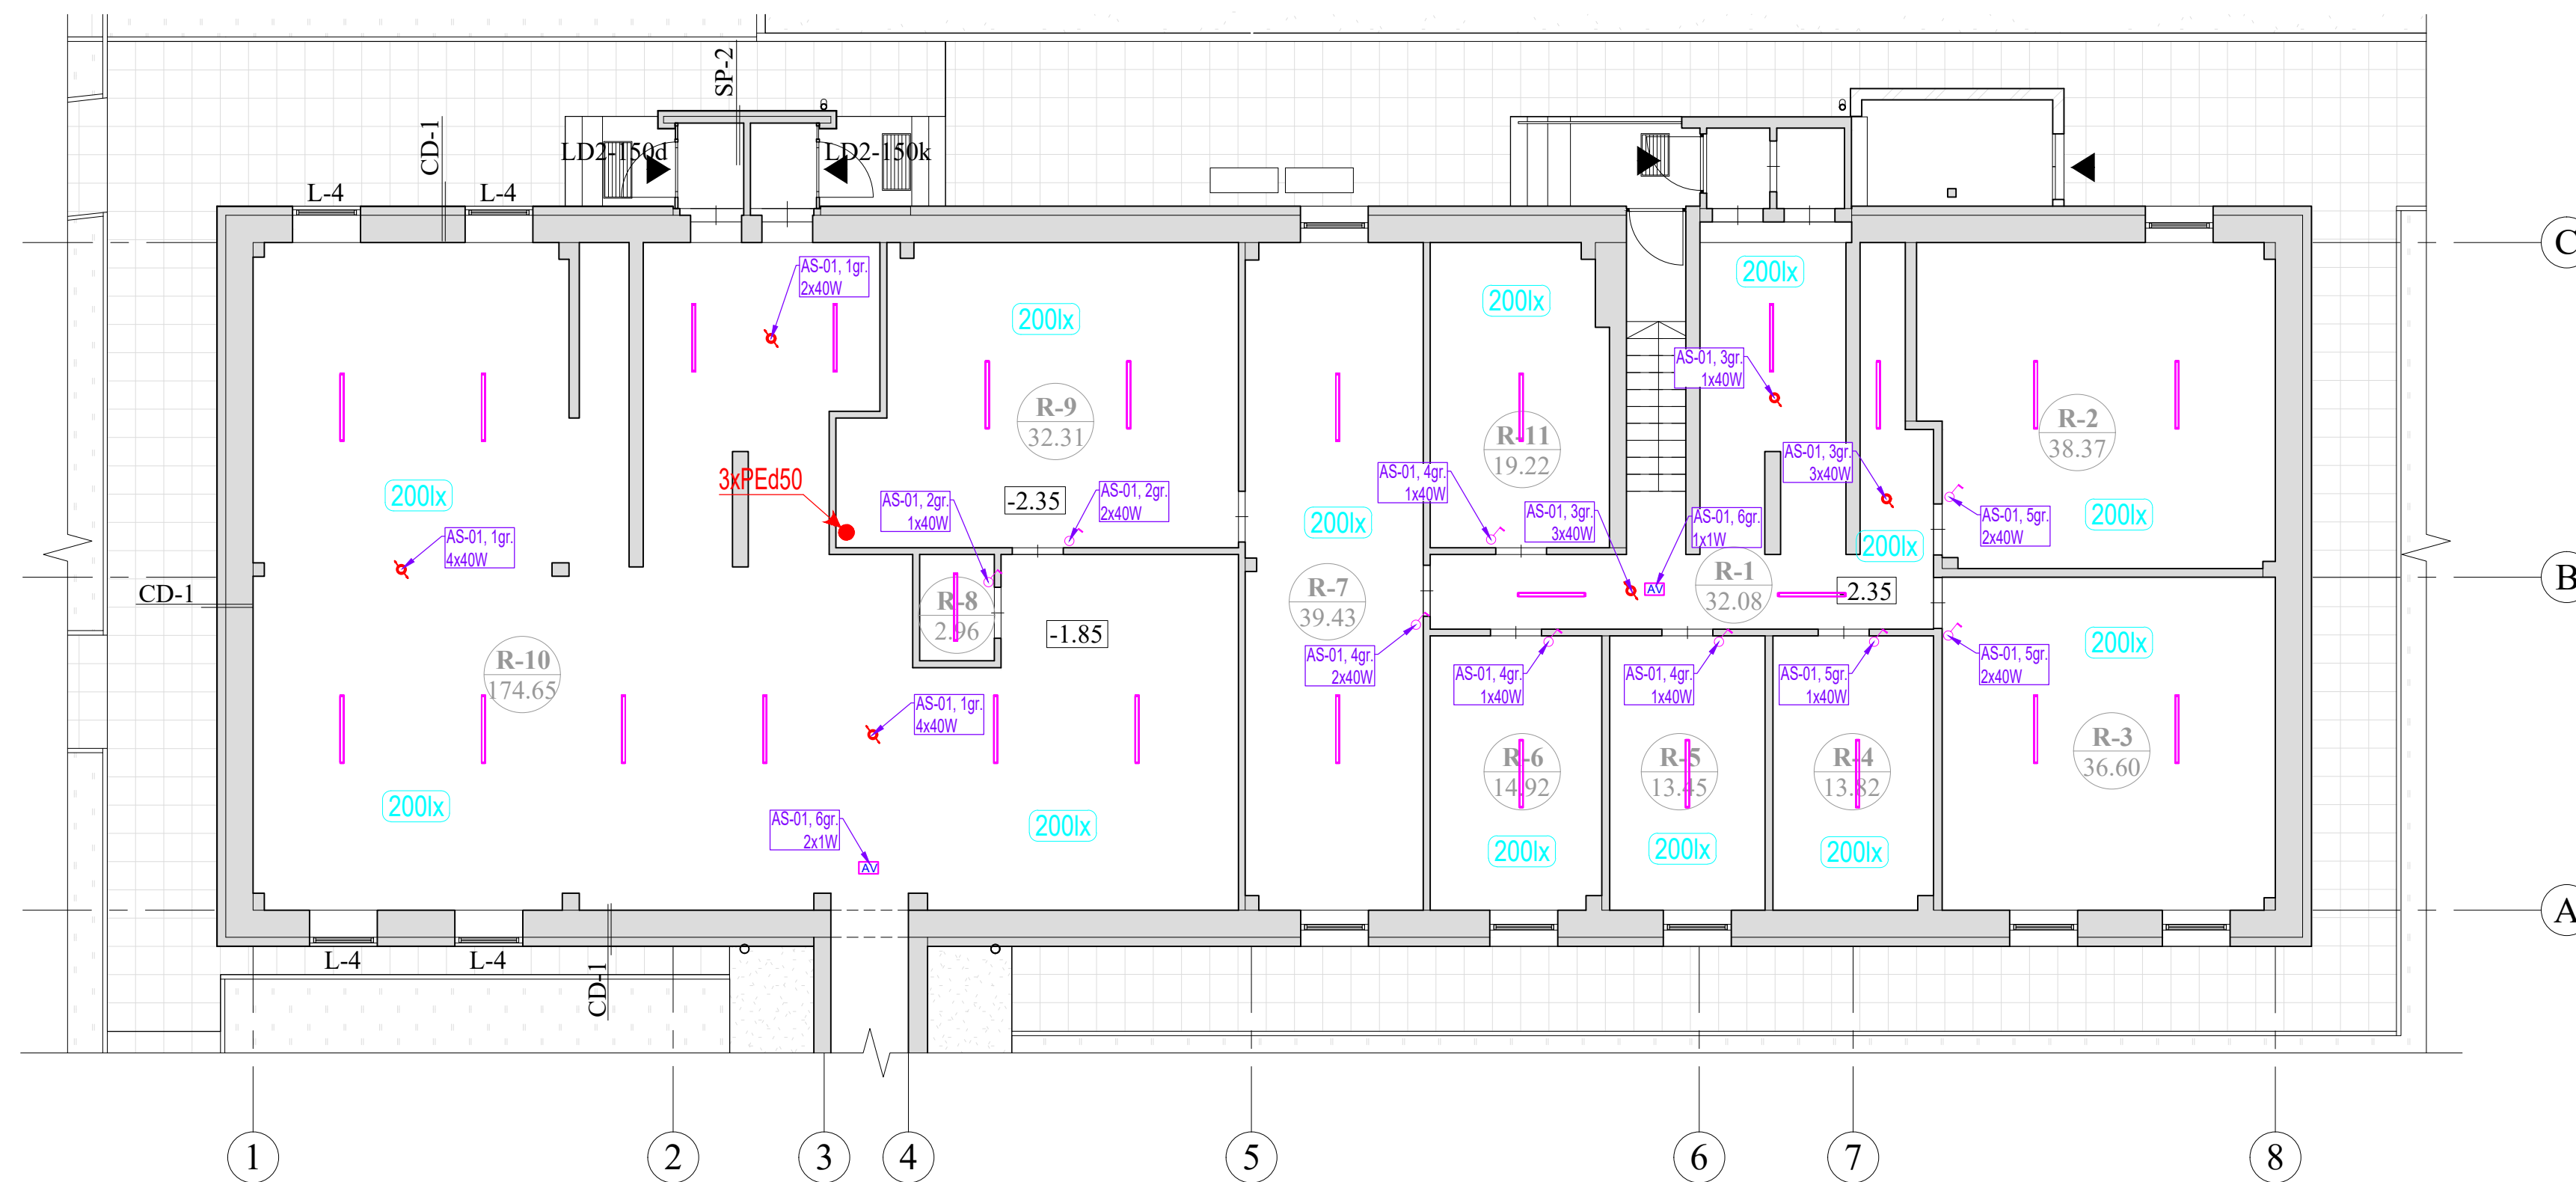 SP-2
CD-1
LD2-150d
LD2-150k
L-4
L-4
C
AS-01, 1gr.
2x40W
200lx
200lx
200lx
AS-01, 3gr.
1x40W
R-9
32.31
R-11
19.22
R-2
38.37
3xPEd50
200lx
AS-01, 2gr.
1x40W
-2.35
AS-01, 2gr.
2x40W
AS-01, 4gr.
1x40W
200lx
AS-01, 3gr.
3x40W
AS-01, 3gr.
3x40W
AS-01, 6gr.
1x1W
200lx
AS-01, 5gr.
2x40W
200lx
AS-01, 1gr.
4x40W
B
CD-1
R-8
2.96
R-7
39.43
AV
R-1
32.08
-2.35
-1.85
R-10
174.65
AS-01, 4gr.
2x40W
AS-01, 4gr.
1x40W
AS-01, 4gr.
1x40W
AS-01, 5gr.
1x40W
AS-01, 5gr.
2x40W
200lx
AS-01, 1gr.
4x40W
R-6
14.92
R-5
13.45
R-4
13.82
R-3
36.60
200lx
AS-01, 6gr.
2x1W
AV
200lx
200lx
200lx
200lx
A
L-4
L-4
CD-1
1
2
3
4
5
6
7
8